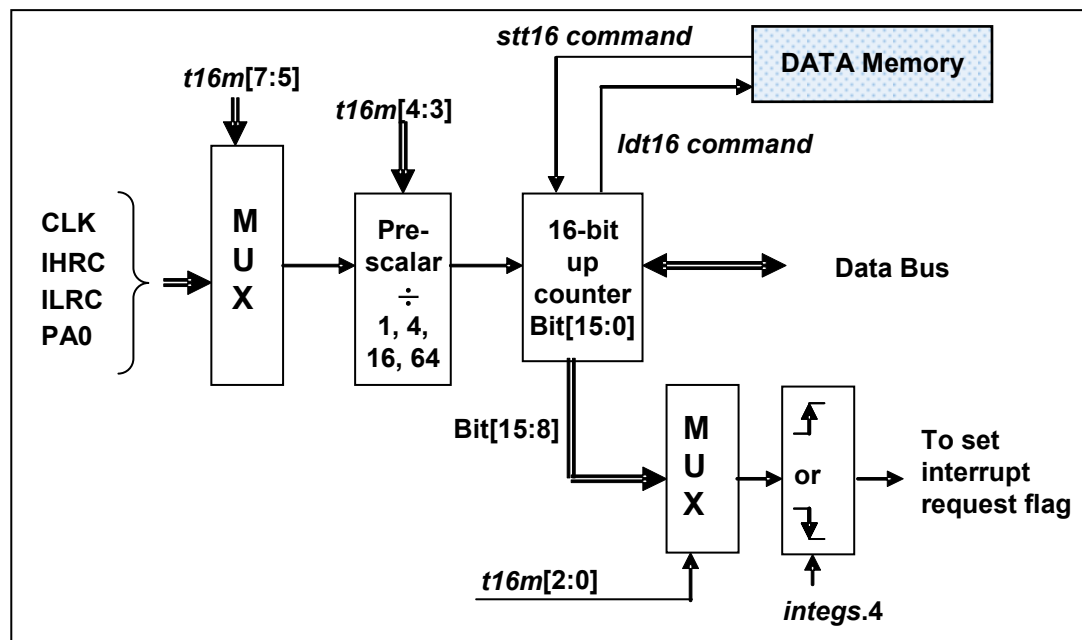 stt16 command
DATA Memory
t16m[7:5]
t16m[4:3]
ldt16 command
CLK
IHRC
ILRC
PA0
M
U
X
Pre-
scalar
÷
1, 4,
16, 64
16-bit
up
counter
Bit[15:0]
Data Bus
Bit[15:8]
M
U
X
or
To set
interrupt
request flag
t16m[2:0]
integs.4